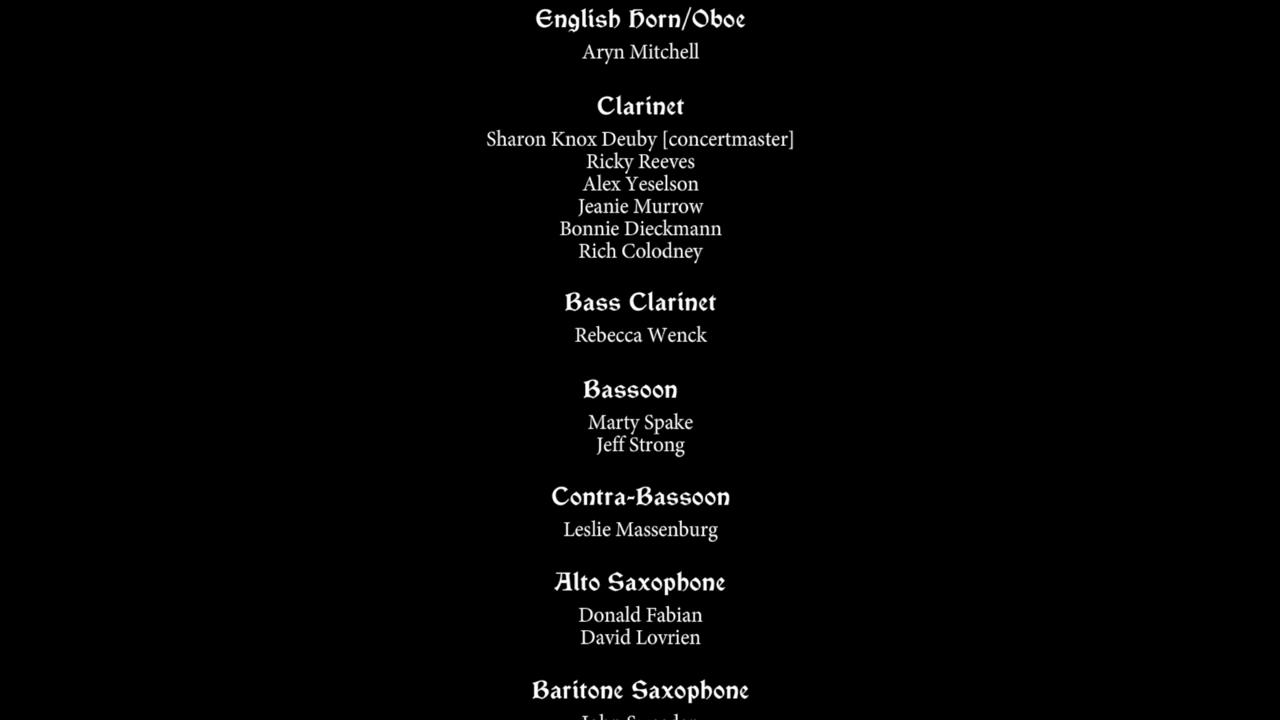 English Horn/Oboe
Aryn Mitchell
Clarinet
Sharon Knox Deuby [concertmaster]
Ricky Reeves
Alex Yeselson
Jeanie Murrow
Bonnie Dieckmann
Rich Colodney
Bass Clarinet
Rebecca Wenck
Bassoon
Marty Spake
Jeff Strong
Contra-Bassoon
Leslie Massenburg
Alto Saxophone
Donald Fabian
David Lovrien
Baritone Saxophone
John